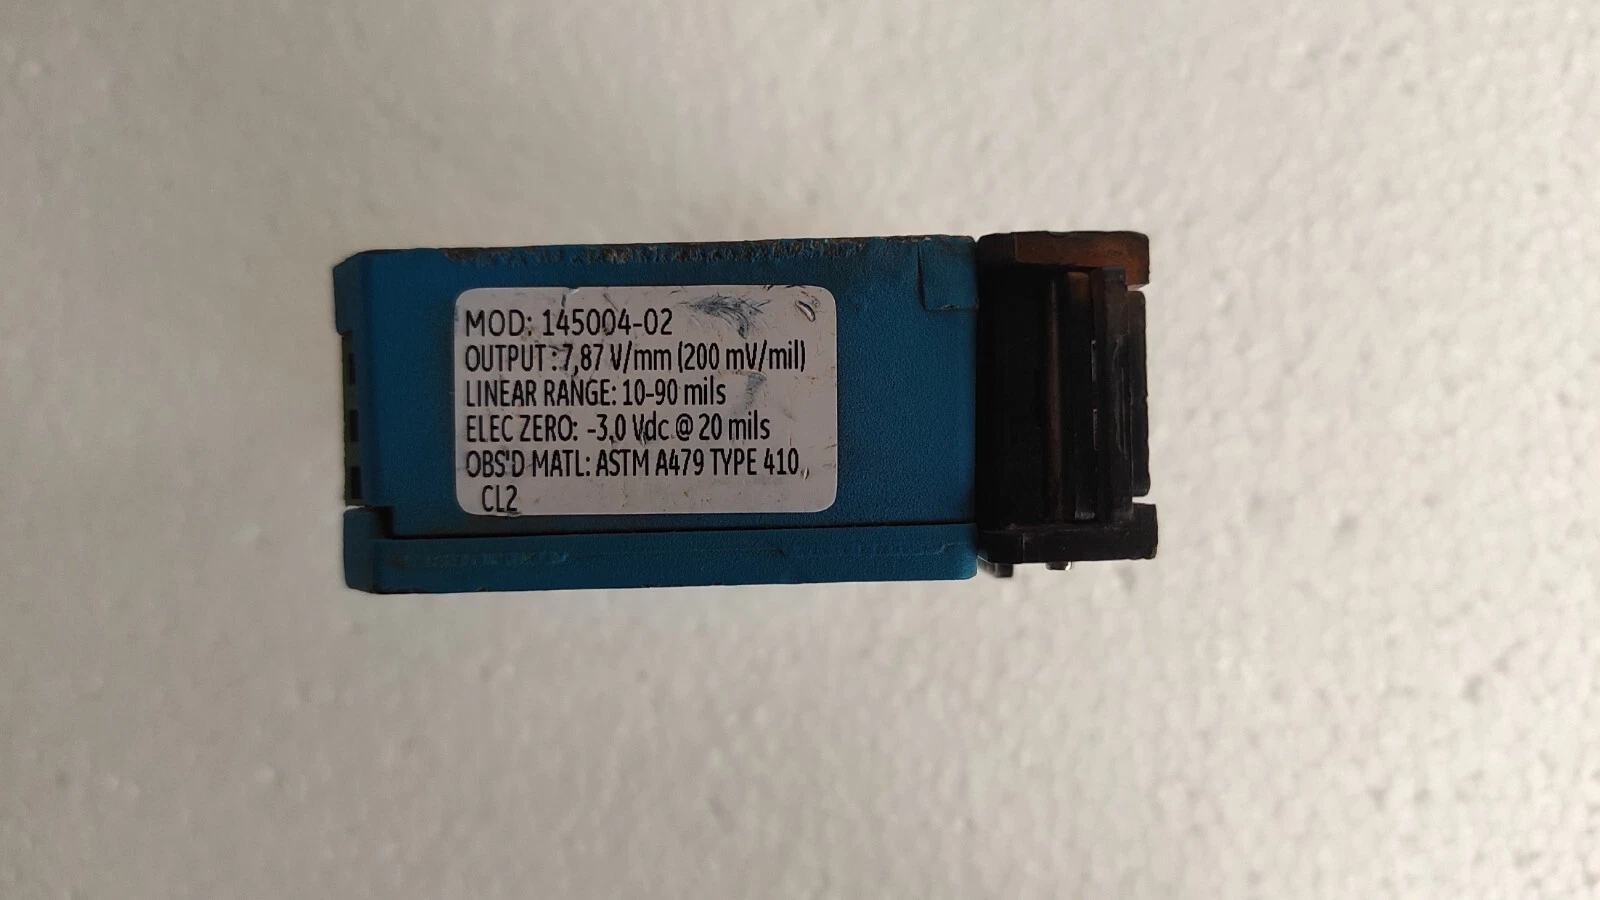 MOD: 145004-02
OUTPUT : 7,87 V/mm (200 mV/mil)
LINEAR RANGE: 10-90 mils
ELEC ZERO: -3.0 Vdc @ 20 mils
OBS'D MATL: ASTM A479 TYPE 410,
CL2